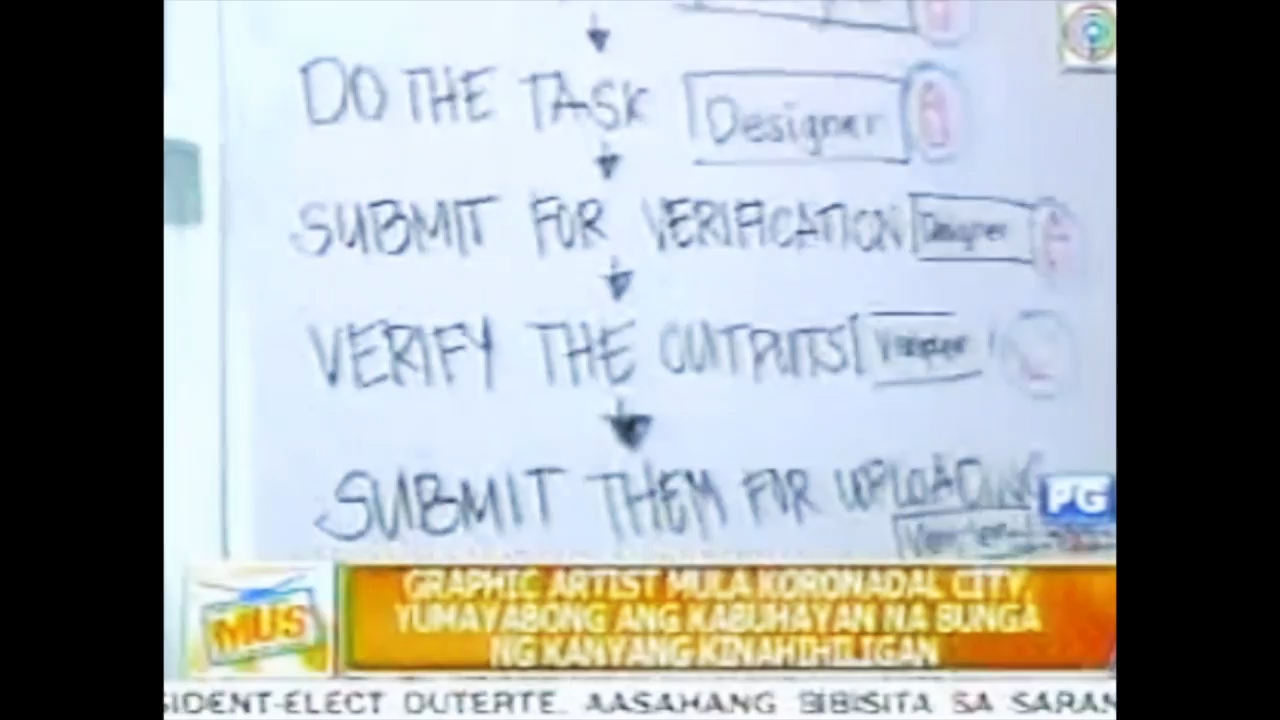 DO THE TASK Designer
SUBMIT FOR VERIFICATION Designer
VERIFY THE OUTPUTS
SUBMIT THEM FOR UPLOADING
PG
GRAPHIC ARTIST MULA KORONADAL CITY,
YUMAYABONG ANG KABUHAYAN NA BUNGA
NG KANYANG KINAHIHILIGAN
MUS
SIDENT-ELECT DUTERTE, AASAHANG BIBISITA SA SARAN